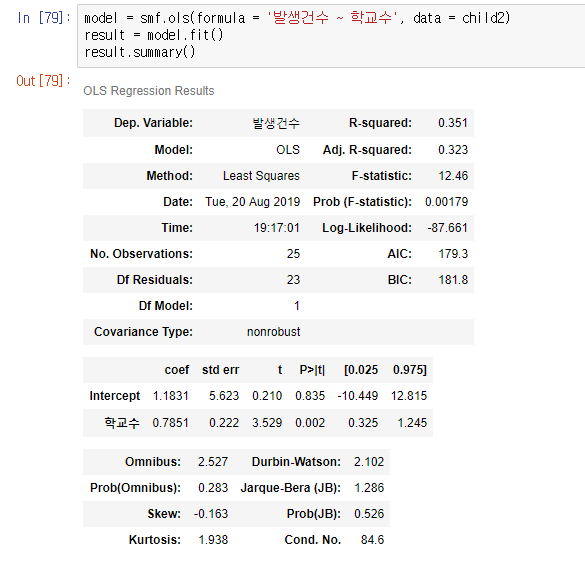 In [79]: model = smf.ols(formula = '발생건수 ~ 학교수', data = child2)
result = model.fit()
result.summary()
Out[79]: OLS Regression Results
Dep. Variable: 발생건수 R-squared: 0.351
Model: OLS Adj. R-squared: 0.323
Method: Least Squares F-statistic: 12.46
Date: Tue, 20 Aug 2019 Prob (F-statistic): 0.00179
Time: 19:17:01 Log-Likelihood: -87.661
No. Observations: 25 AIC: 179.3
Df Residuals: 23 BIC: 181.8
Df Model: 1
Covariance Type: nonrobust
coef std err t P>|t| [0.025 0.975]
Intercept 1.1831 5.623 0.210 0.835 -10.449 12.815
학교수 0.7851 0.222 3.529 0.002 0.325 1.245
Omnibus: 2.527 Durbin-Watson: 2.102
Prob(Omnibus): 0.283 Jarque-Bera (JB): 1.286
Skew: -0.163 Prob(JB): 0.526
Kurtosis: 1.938 Cond. No. 84.6